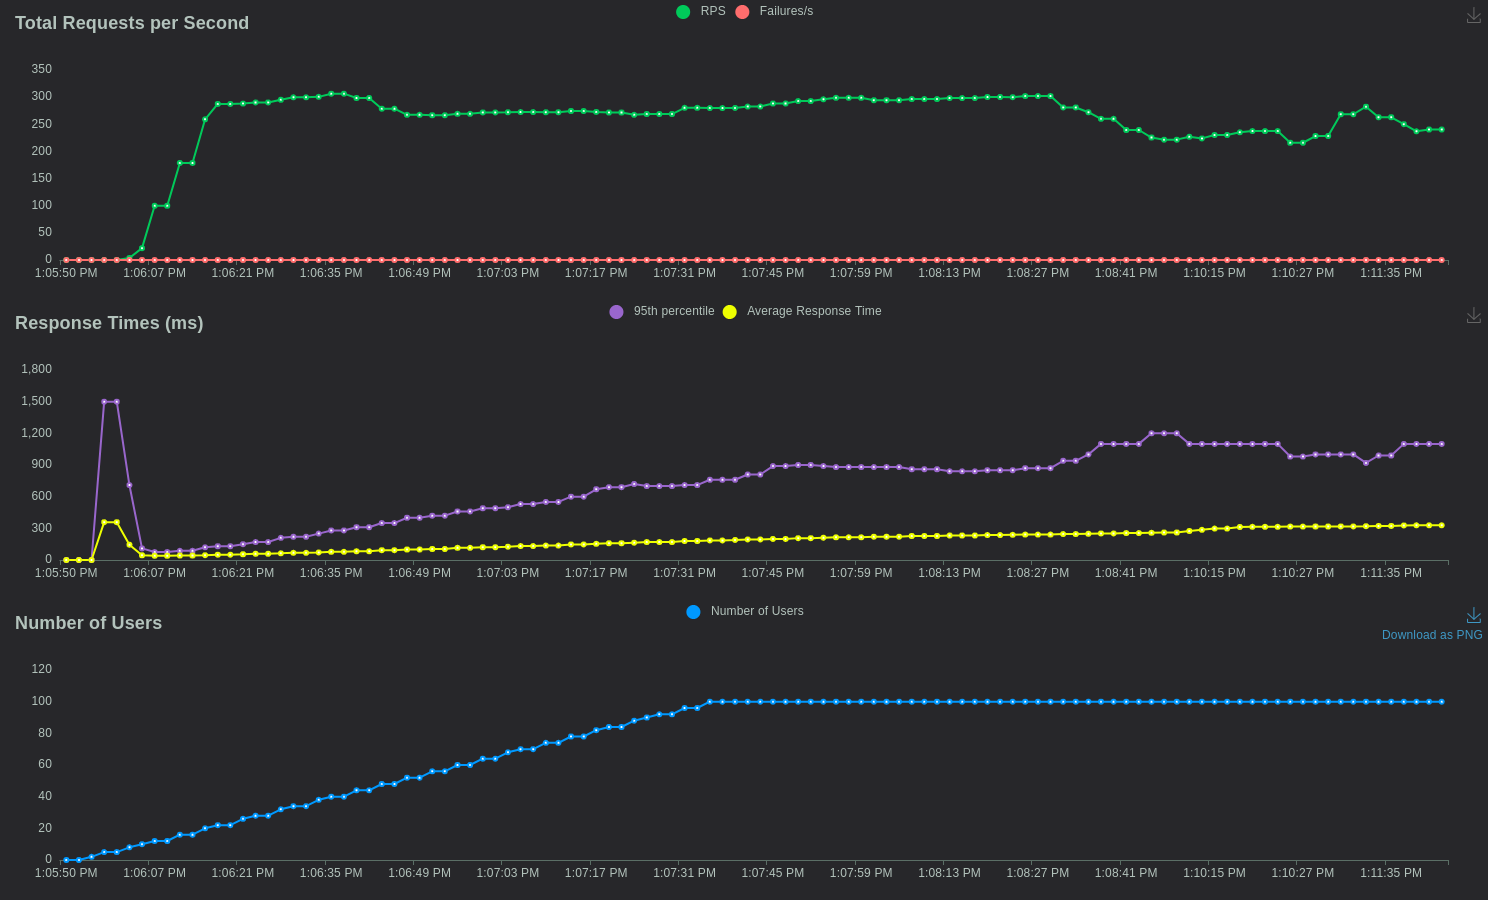 Total Requests per Second
RPS Failures/s
350
300
250
200
150
100
50
0
1:05:50 PM 1:06:07 PM 1:06:21 PM 1:06:35 PM 1:06:49 PM 1:07:03 PM 1:07:17 PM 1:07:31 PM 1:07:45 PM 1:07:59 PM 1:08:13 PM 1:08:27 PM 1:08:41 PM 1:10:15 PM 1:10:27 PM 1:11:35 PM
Response Times (ms)
95th percentile Average Response Time
1,800
1,500
1,200
900
600
300
0
1:05:50 PM 1:06:07 PM 1:06:21 PM 1:06:35 PM 1:06:49 PM 1:07:03 PM 1:07:17 PM 1:07:31 PM 1:07:45 PM 1:07:59 PM 1:08:13 PM 1:08:27 PM 1:08:41 PM 1:10:15 PM 1:10:27 PM 1:11:35 PM
Number of Users
Number of Users
Download as PNG
120
100
80
60
40
20
0
1:05:50 PM 1:06:07 PM 1:06:21 PM 1:06:35 PM 1:06:49 PM 1:07:03 PM 1:07:17 PM 1:07:31 PM 1:07:45 PM 1:07:59 PM 1:08:13 PM 1:08:27 PM 1:08:41 PM 1:10:15 PM 1:10:27 PM 1:11:35 PM